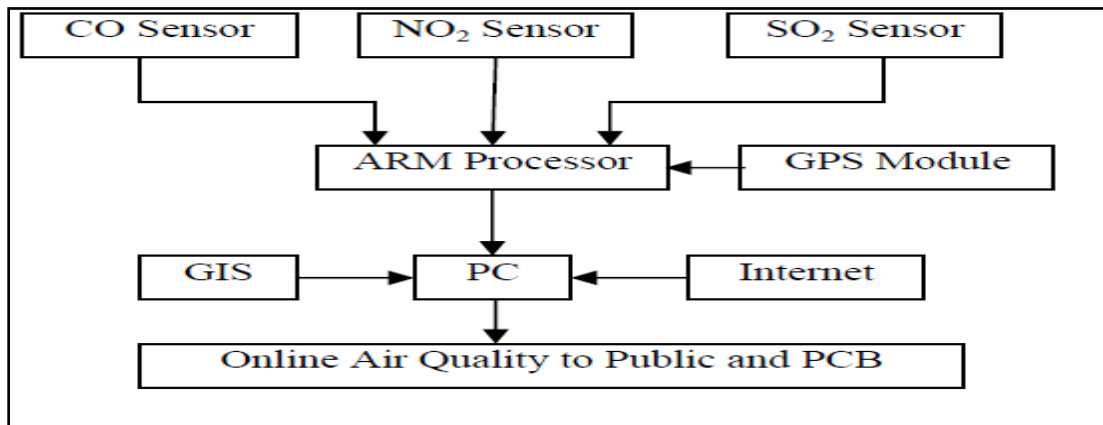 CO Sensor
NO₂ Sensor
SO₂ Sensor
ARM Processor
GPS Module
GIS
PC
Internet
Online Air Quality to Public and PCB